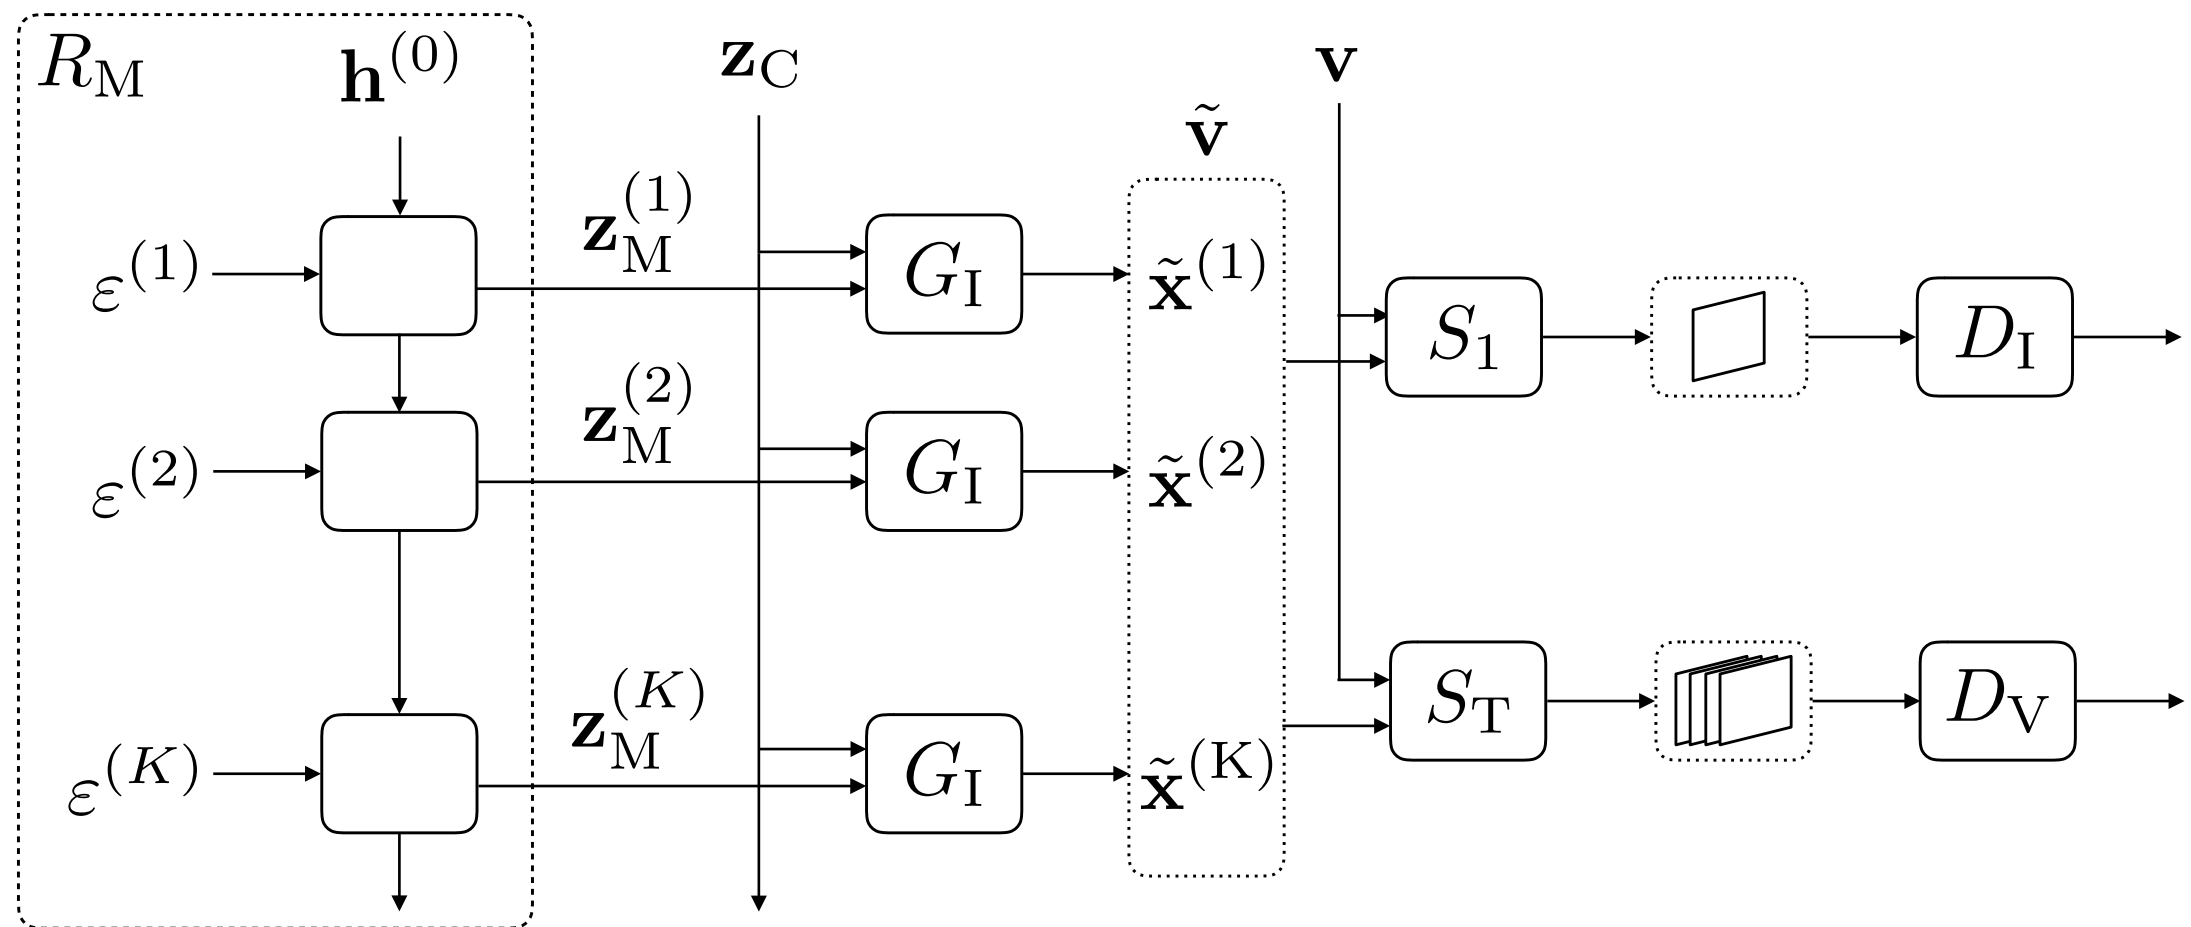 R_M
h^(0)
z_C
v
ṽ
ε^(1)
z_M^(1)
G_I
x̃^(1)
S_1
D_I
ε^(2)
z_M^(2)
G_I
x̃^(2)
ε^(K)
z_M^(K)
G_I
x̃^(K)
S_T
D_V